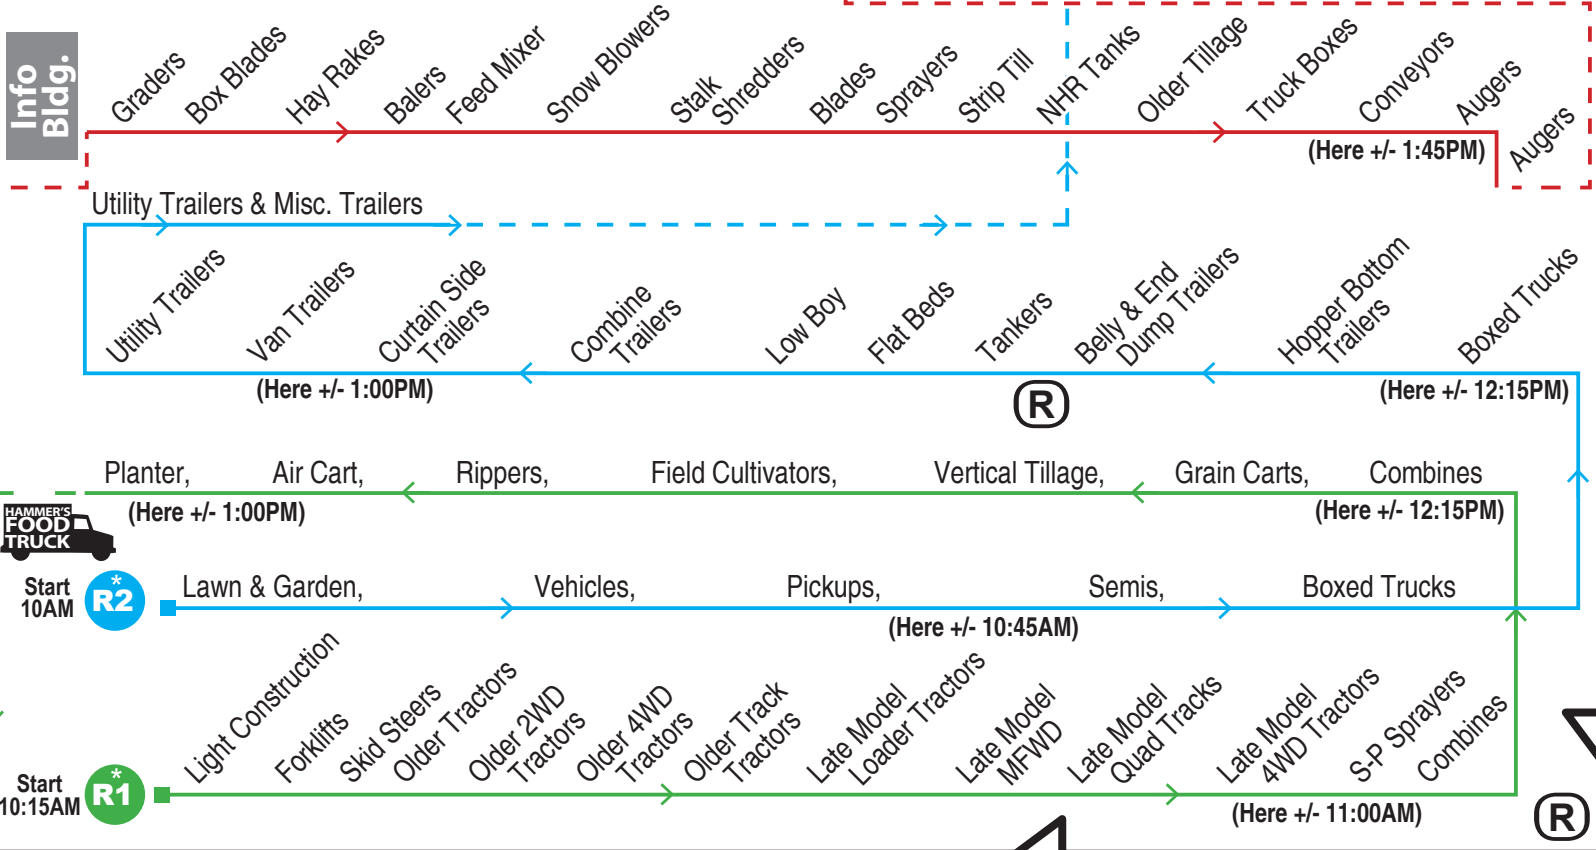 Info
Bldg.
Graders
Box Blades
Hay Rakes
Balers
Feed Mixer
Snow Blowers
Stalk
Shredders
Blades
Sprayers
Strip Till
NHR Tanks
Older Tillage
Truck Boxes
Conveyors
Augers
Augers
(Here +/- 1:45PM)
Utility Trailers & Misc. Trailers
Utility Trailers
Van Trailers
Curtain Side
Trailers
Combine
Trailers
Low Boy
Flat Beds
Tankers
Belly & End
Dump Trailers
Hopper Bottom
Trailers
Boxed Trucks
(Here +/- 1:00PM)
R
(Here +/- 12:15PM)
Planter, Air Cart, Rippers, Field Cultivators, Vertical Tillage, Grain Carts, Combines
(Here +/- 1:00PM)
(Here +/- 12:15PM)
HAMMER'S
FOOD
TRUCK
Start
10AM
*
R2
Lawn & Garden, Vehicles, Pickups, Semis, Boxed Trucks
(Here +/- 10:45AM)
Light Construction
Forklifts
Skid Steers
Older Tractors
Older 2WD
Tractors
Older 4WD
Tractors
Older Track
Tractors
Late Model
Loader Tractors
Late Model
MFWD
Late Model
Quad Tracks
Late Model
4WD Tractors
S-P Sprayers
Combines
Start
10:15AM
*
R1
(Here +/- 11:00AM)
R